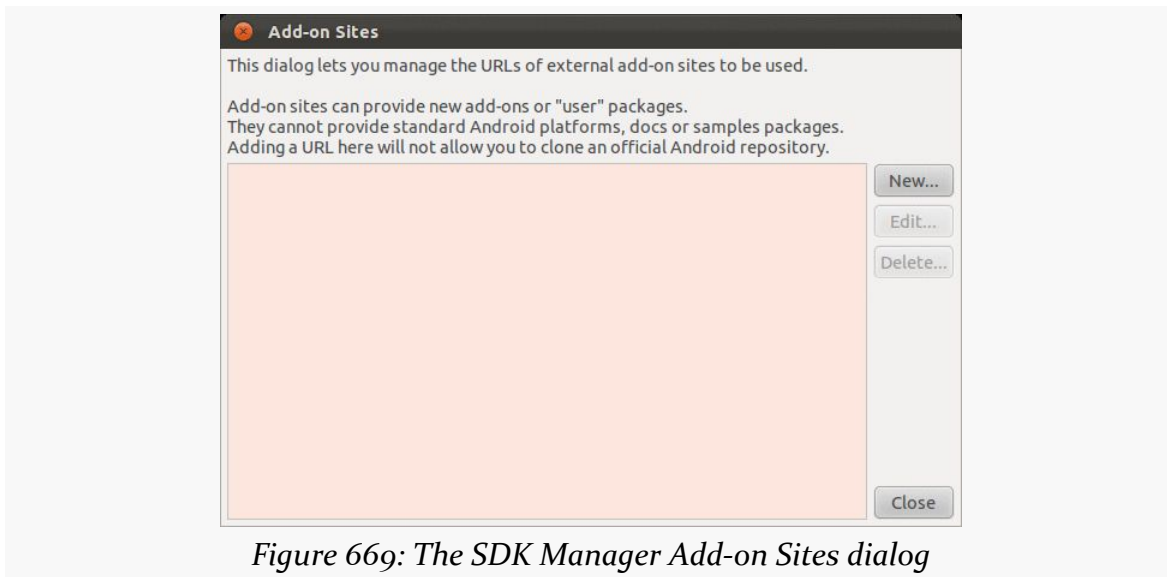 Add-on Sites
This dialog lets you manage the URLs of external add-on sites to be used.
Add-on sites can provide new add-ons or "user" packages.
They cannot provide standard Android platforms, docs or samples packages.
Adding a URL here will not allow you to clone an official Android repository.
New...
Edit...
Delete...
Close
Figure 669: The SDK Manager Add-on Sites dialog